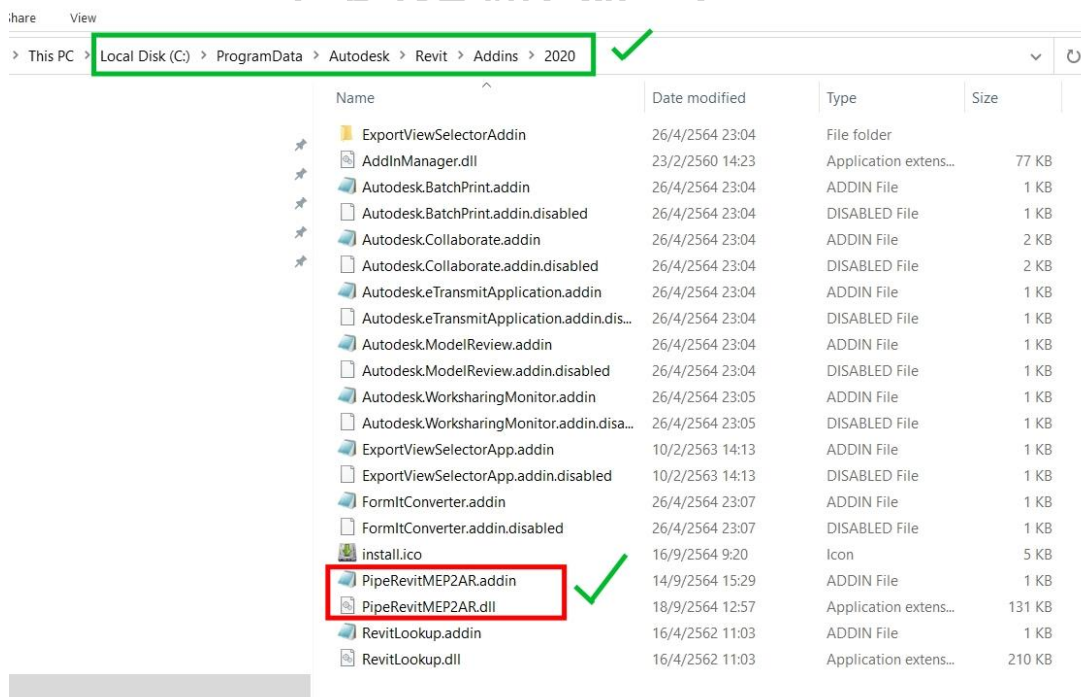 Share View
> This PC > Local Disk (C:) > ProgramData > Autodesk > Revit > Addins > 2020
Name Date modified Type Size
ExportViewSelectorAddin 26/4/2564 23:04 File folder
AddInManager.dll 23/2/2560 14:23 Application extens... 77 KB
Autodesk.BatchPrint.addin 26/4/2564 23:04 ADDIN File 1 KB
Autodesk.BatchPrint.addin.disabled 26/4/2564 23:04 DISABLED File 1 KB
Autodesk.Collaborate.addin 26/4/2564 23:04 ADDIN File 2 KB
Autodesk.Collaborate.addin.disabled 26/4/2564 23:04 DISABLED File 2 KB
Autodesk.eTransmitApplication.addin 26/4/2564 23:04 ADDIN File 1 KB
Autodesk.eTransmitApplication.addin.dis... 26/4/2564 23:04 DISABLED File 1 KB
Autodesk.ModelReview.addin 26/4/2564 23:04 ADDIN File 1 KB
Autodesk.ModelReview.addin.disabled 26/4/2564 23:04 DISABLED File 1 KB
Autodesk.WorksharingMonitor.addin 26/4/2564 23:05 ADDIN File 1 KB
Autodesk.WorksharingMonitor.addin.disa... 26/4/2564 23:05 DISABLED File 1 KB
ExportViewSelectorApp.addin 10/2/2563 14:13 ADDIN File 1 KB
ExportViewSelectorApp.addin.disabled 10/2/2563 14:13 DISABLED File 1 KB
FormItConverter.addin 26/4/2564 23:07 ADDIN File 1 KB
FormItConverter.addin.disabled 26/4/2564 23:07 DISABLED File 1 KB
install.ico 16/9/2564 9:20 Icon 5 KB
PipeRevitMEP2AR.addin 14/9/2564 15:29 ADDIN File 1 KB
PipeRevitMEP2AR.dll 18/9/2564 12:57 Application extens... 131 KB
RevitLookup.addin 16/4/2562 11:03 ADDIN File 1 KB
RevitLookup.dll 16/4/2562 11:03 Application extens... 210 KB